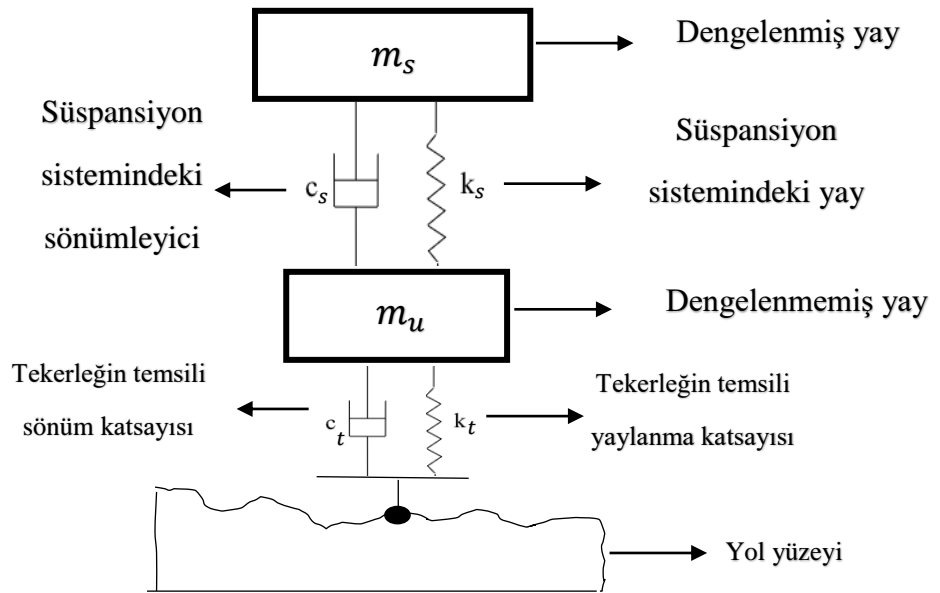 m_s
Dengelenmiş yay
Süspansiyon
sistemindeki
sönümleyici
c_s
k_s
Süspansiyon
sistemindeki yay
m_u
Dengelenmemiş yay
Tekerleğin temsili
sönüm katsayısı
c_t
k_t
Tekerleğin temsili
yaylanma katsayısı
Yol yüzeyi